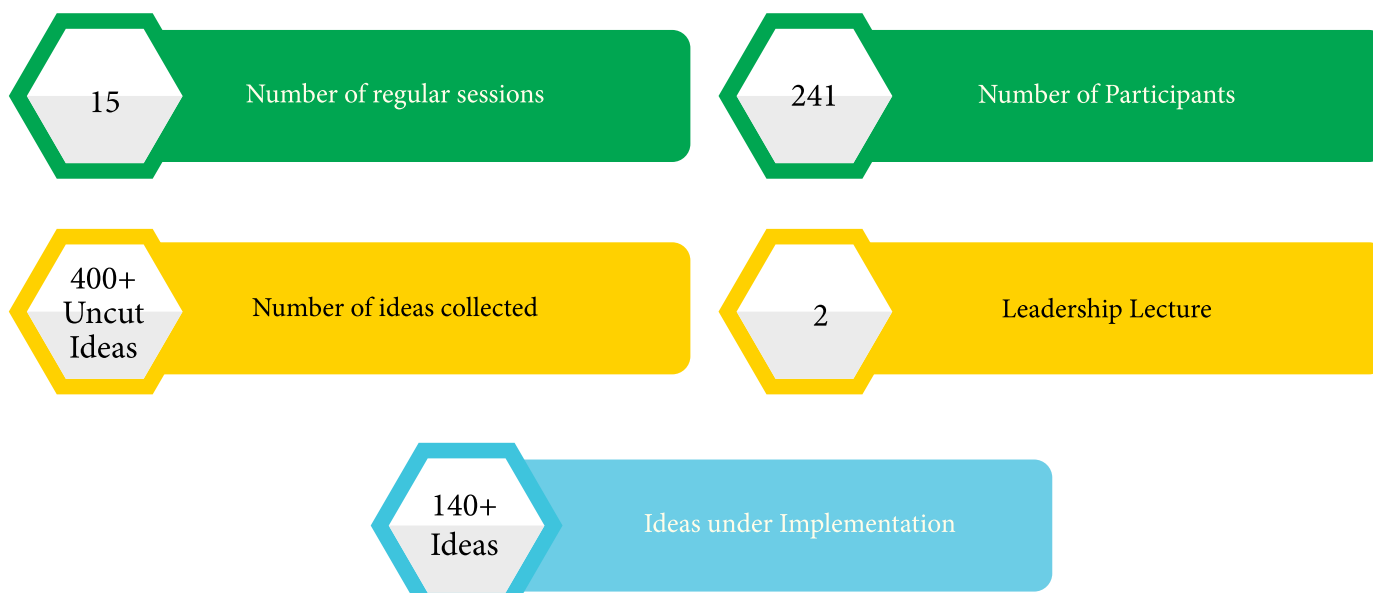 15
Number of regular sessions
241
Number of Participants
400+
Uncut
Ideas
Number of ideas collected
2
Leadership Lecture
140+
Ideas
Ideas under Implementation